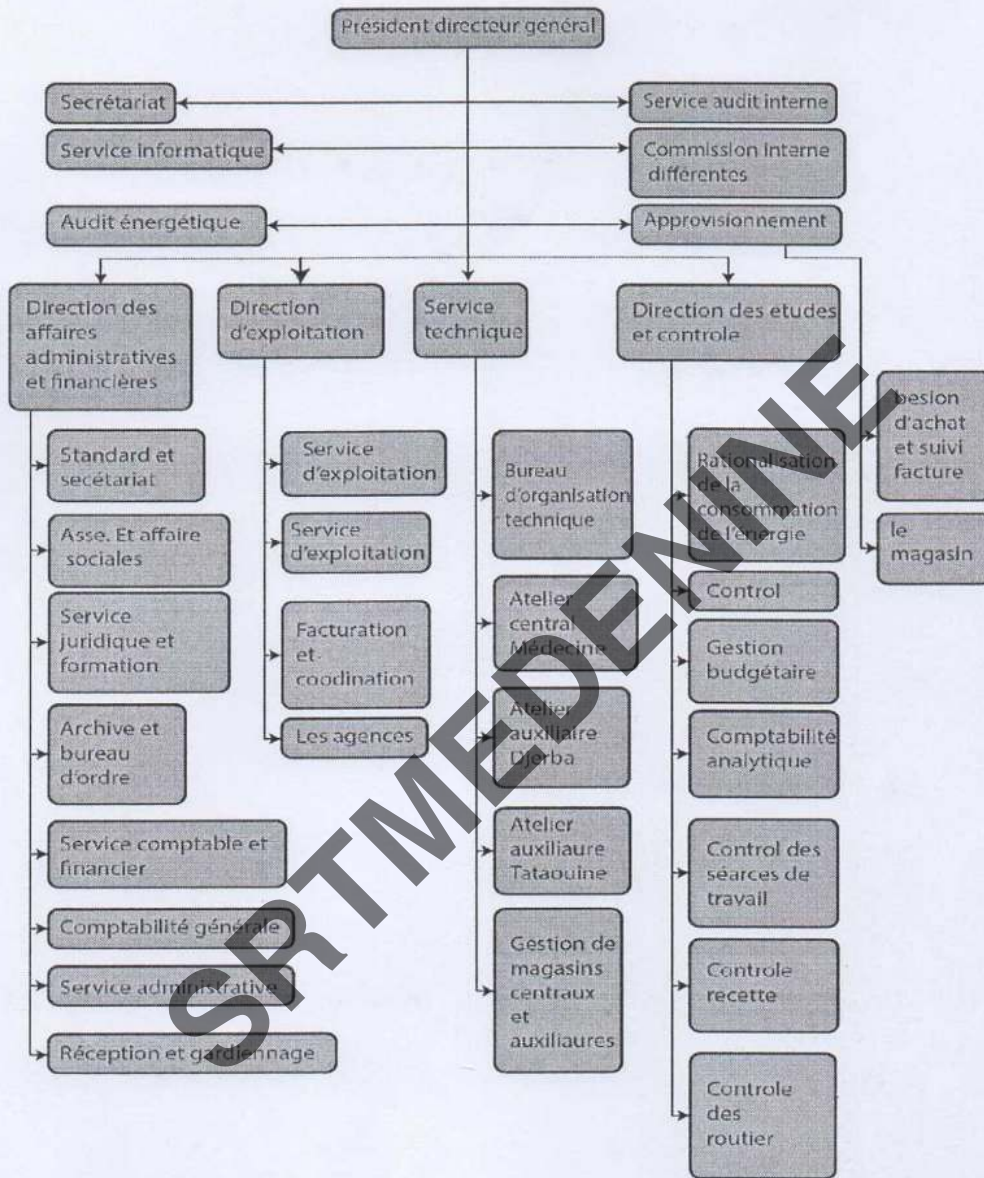 Président directeur général
Secrétariat
Service audit interne
Service informatique
Commission interne
différentes
Audit énergétique
Approvisionnement
Direction des
affaires
administratives
et financières
Direction
d'exploitation
Service
technique
Direction des etudes
et controle
besion
d'achat
et suivi
facture
le
magasin
Standard et
secétariat
Asse. Et affaire
sociales
Service
juridique et
formation
Archive et
bureau
d'ordre
Service comptable et
financier
Comptabilité générale
Service administrative
Réception et gardiennage
Service
d'exploitation
Service
d'exploitation
Facturation
et
coodination
Les agences
Bureau
d'organisation
technique
Atelier
central
Médecine
Atelier
auxiliaire
Djerba
Atelier
auxiliaure
Tataouine
Gestion de
magasins
centraux
et
auxiliaures
Rationalisation
de la
consommation
de l'énergie
Control
Gestion
budgétaire
Comptabilité
analytique
Control des
séarces de
travail
Controle
recette
Controle
des
routier
SRTMEDENINE